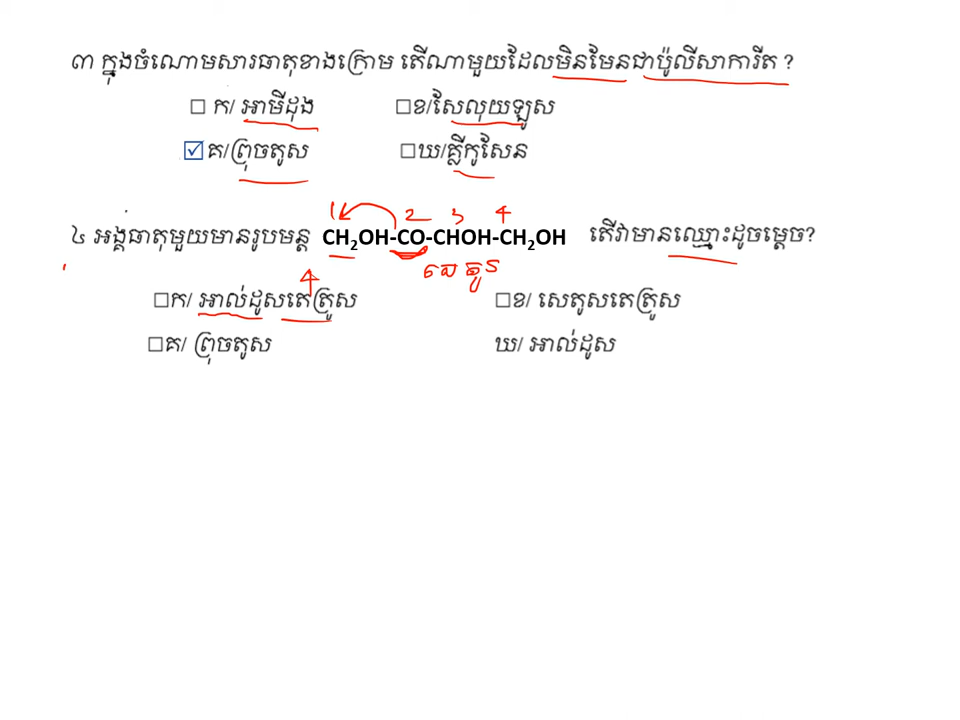 ៣ ក្នុងចំណោមសារធាតុខាងក្រោម តើណាមួយដែលមិនមែនជាប៉ូលីសាការីត ?
☐ ក/ អាមីដុង ☐ខ/សែលុយឡូស
☑ គ/ព្រុចតូស ☐ឃ/គ្លីកូសែន
1 2 3 4
៤ អង្គធាតុមួយមានរូបមន្ត CH₂OH-CO-CHOH-CH₂OH តើវាមានឈ្មោះដូចម្តេច?
សេតូន
4
☐ក/ អាល់ដូសតេត្រូស ☐ខ/ សេតូសតេត្រូស
☐គ/ ព្រុចតូស ឃ/ អាល់ដូស